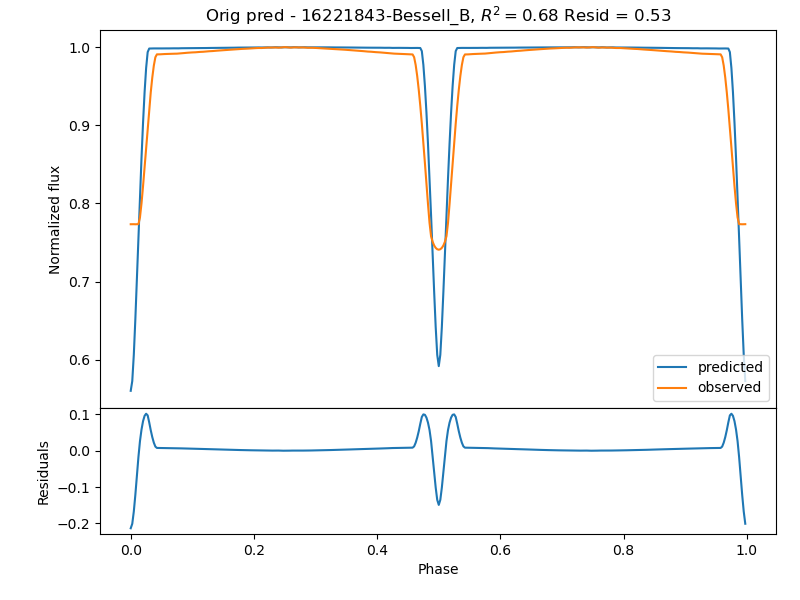 Orig pred - 16221843-Bessell_B, R² = 0.68 Resid = 0.53
Normalized flux
1.0
0.9
0.8
0.7
0.6
predicted
observed
Residuals
0.1
0.0
−0.1
−0.2
0.0 0.2 0.4 0.6 0.8 1.0
Phase